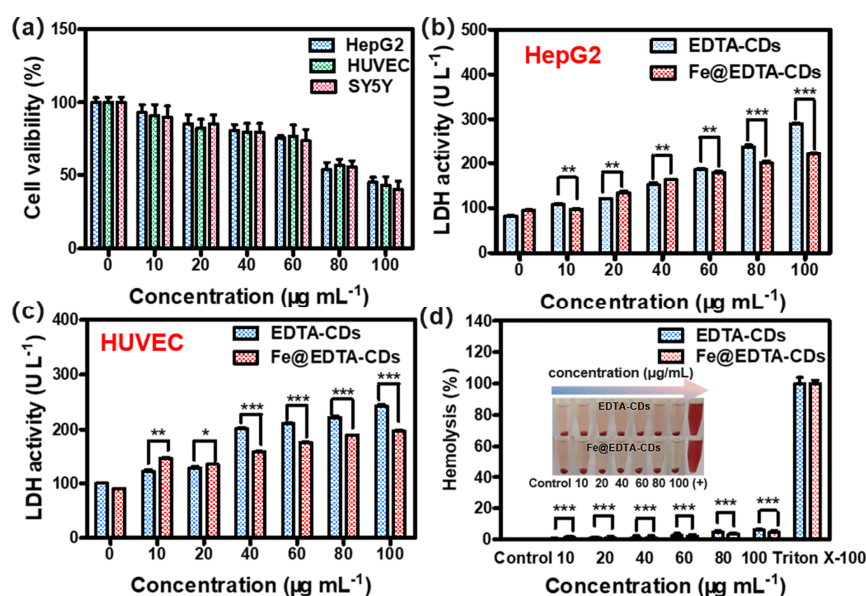 (a)
HepG2
HUVEC
SY5Y
Cell valibility (%)
150
100
50
0
0 10 20 40 60 80 100
Concentration (µg mL-1)
(b)
HepG2
EDTA-CDs
Fe@EDTA-CDs
LDH activity (U L-1)
500
400
300
200
100
0
** ** ** ** *** ***
0 10 20 40 60 80 100
Concentration (µg mL-1)
(c)
HUVEC
EDTA-CDs
Fe@EDTA-CDs
LDH activity (U L-1)
400
300
200
100
0
** * *** *** *** ***
0 10 20 40 60 80 100
Concentration (µg mL-1)
(d)
EDTA-CDs
Fe@EDTA-CDs
Hemolysis (%)
140
120
100
80
60
40
20
0
concentration (µg/mL)
EDTA-CDs
Fe@EDTA-CDs
Control 10 20 40 60 80 100 (+)
*** *** *** *** *** ***
Control 10 20 40 60 80 100 Triton X-100
Concentration (µg mL-1)